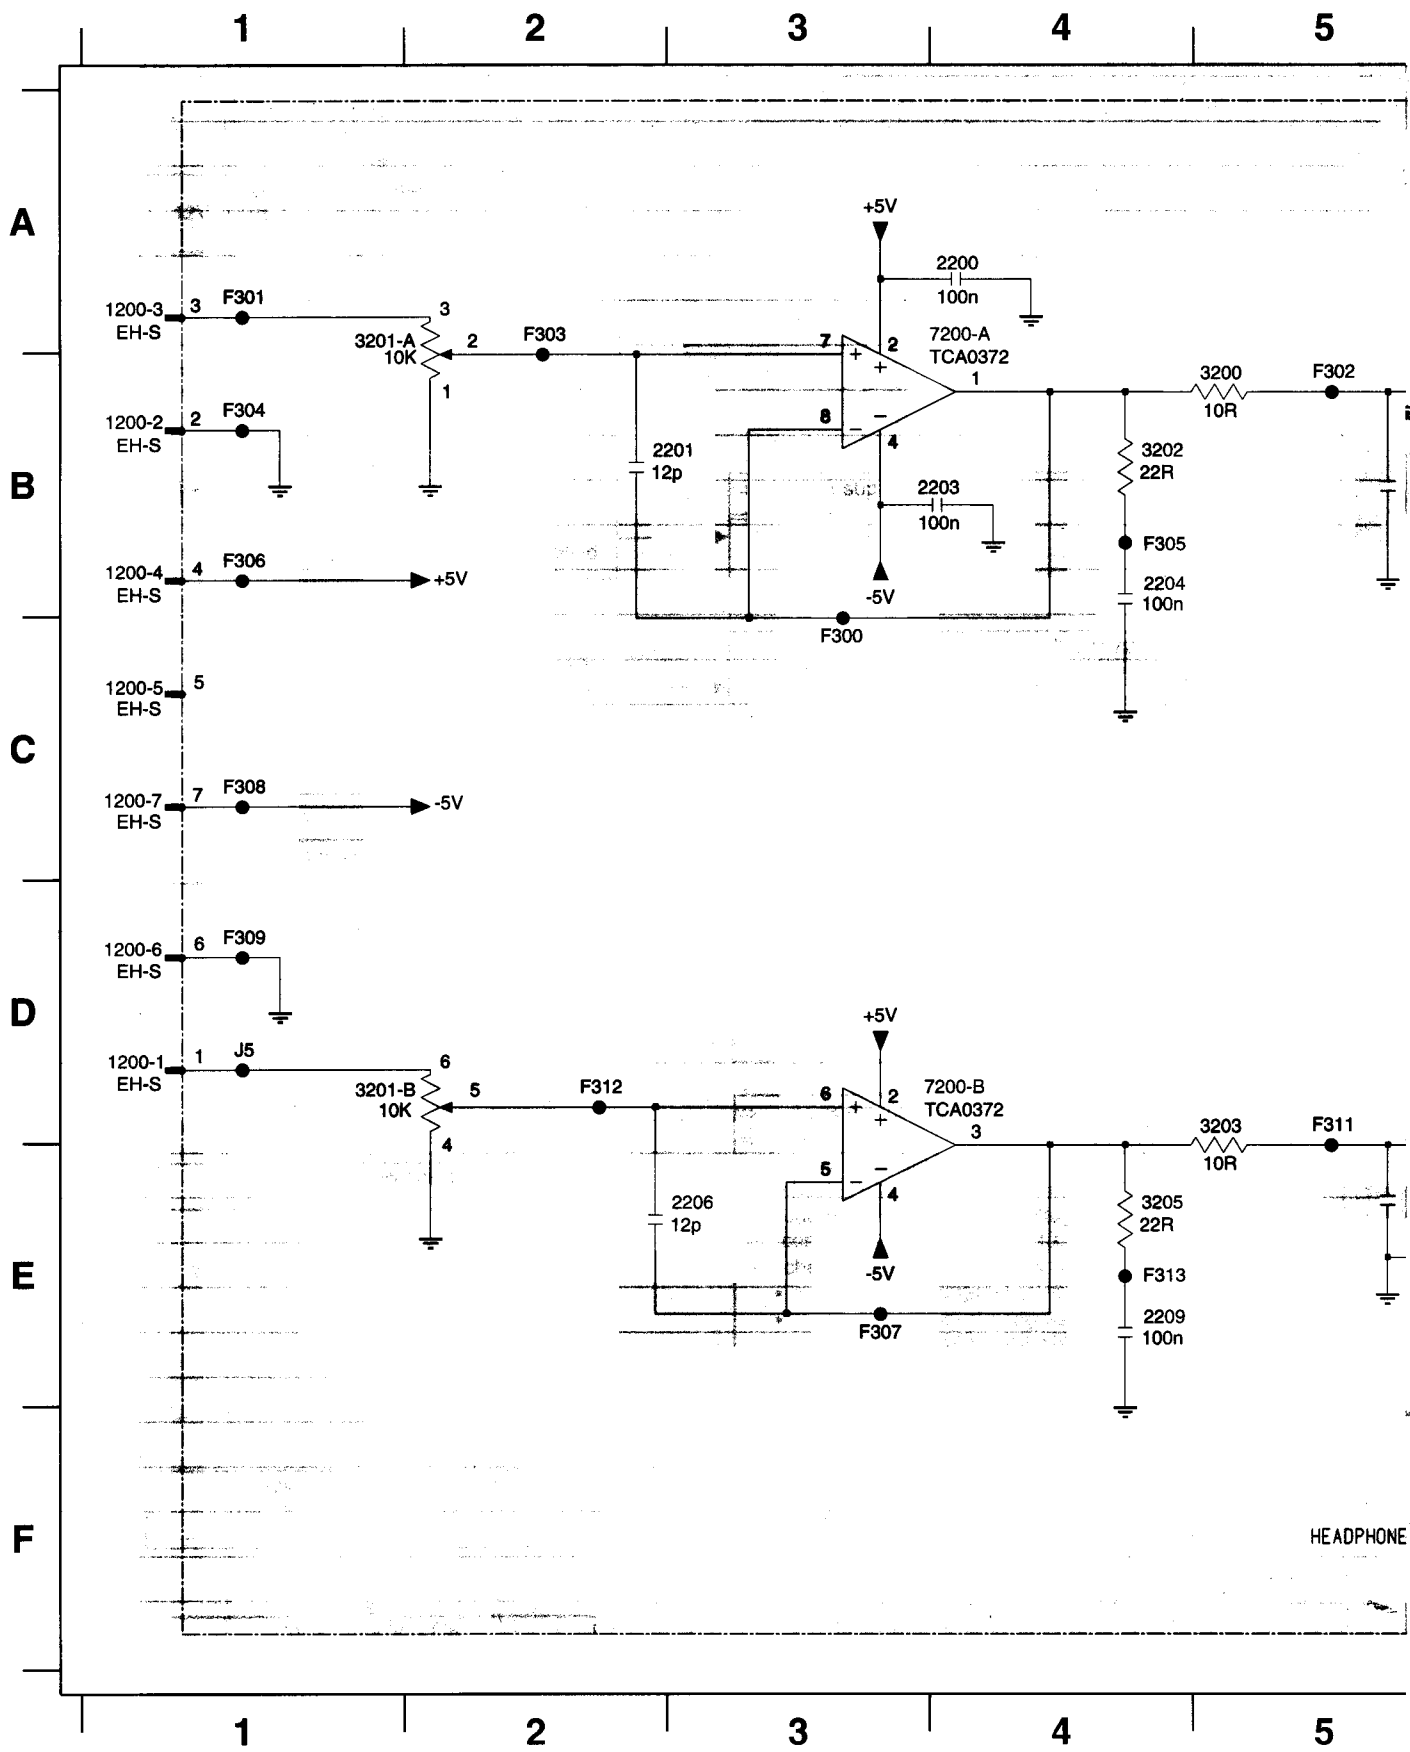 1 2 3 4 5
A
+5V
2200
100n
1200-3 3 F301
EH-S
3
3201-A
10K
2 F303
1
7 +
2
+
7200-A
TCA0372
1
8 −
−
4
3200
10R
F302
1200-2 2 F304
EH-S
B
2201
12p
2203
100n
3202
22R
F305
2204
100n
-5V
1200-4 4 F306 +5V
EH-S
F300
1200-5 5
EH-S
C
1200-7 7 F308 -5V
EH-S
1200-6 6 F309
EH-S
D
+5V
1200-1 1 J5
EH-S
6
3201-B
10K
5 F312
4
6 +
2
+
7200-B
TCA0372
3
5 −
−
4
3203
10R
F311
2206
12p
3205
22R
E
-5V
F313
F307
2209
100n
F
HEADPHONE
1 2 3 4 5